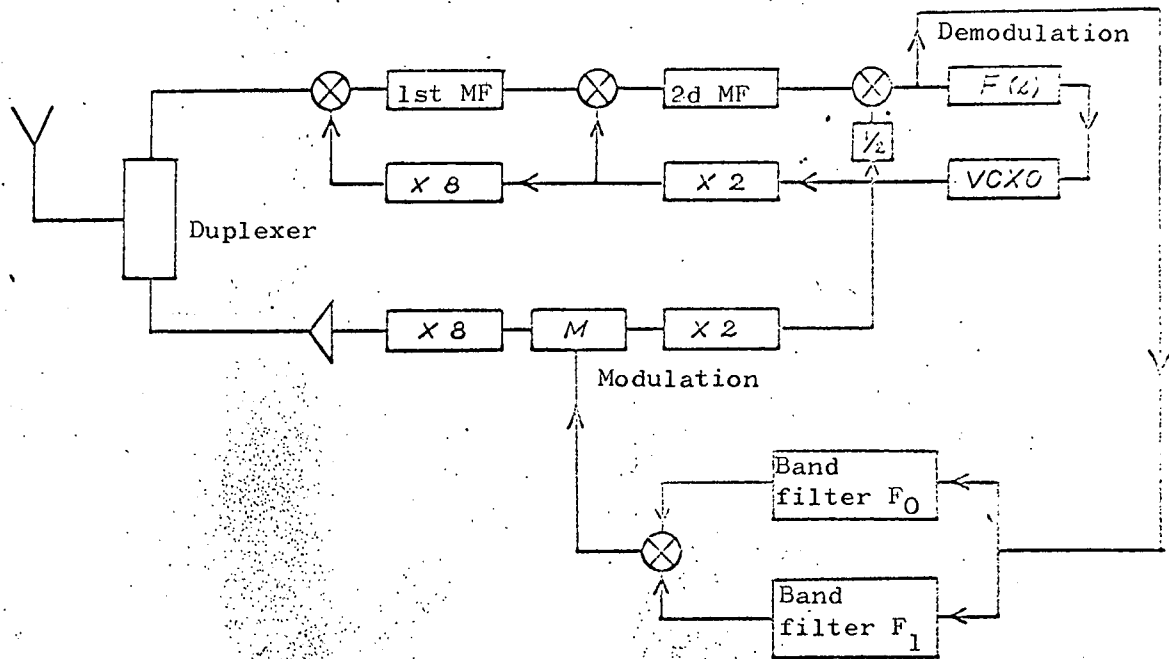 Demodulation
1st MF
2d MF
F(z)
1/2
X 8
X 2
VCXO
Duplexer
X 8
M
X 2
Modulation
Band
filter F0
Band
filter F1